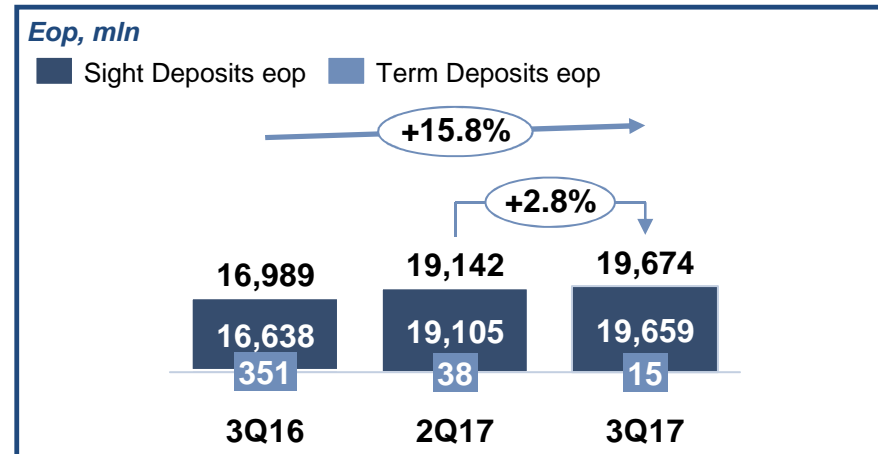 Eop, mln
Sight Deposits eop Term Deposits eop
+15.8%
+2.8%
16,989 19,142 19,674
16,638 19,105 19,659
351 38 15
3Q16 2Q17 3Q17